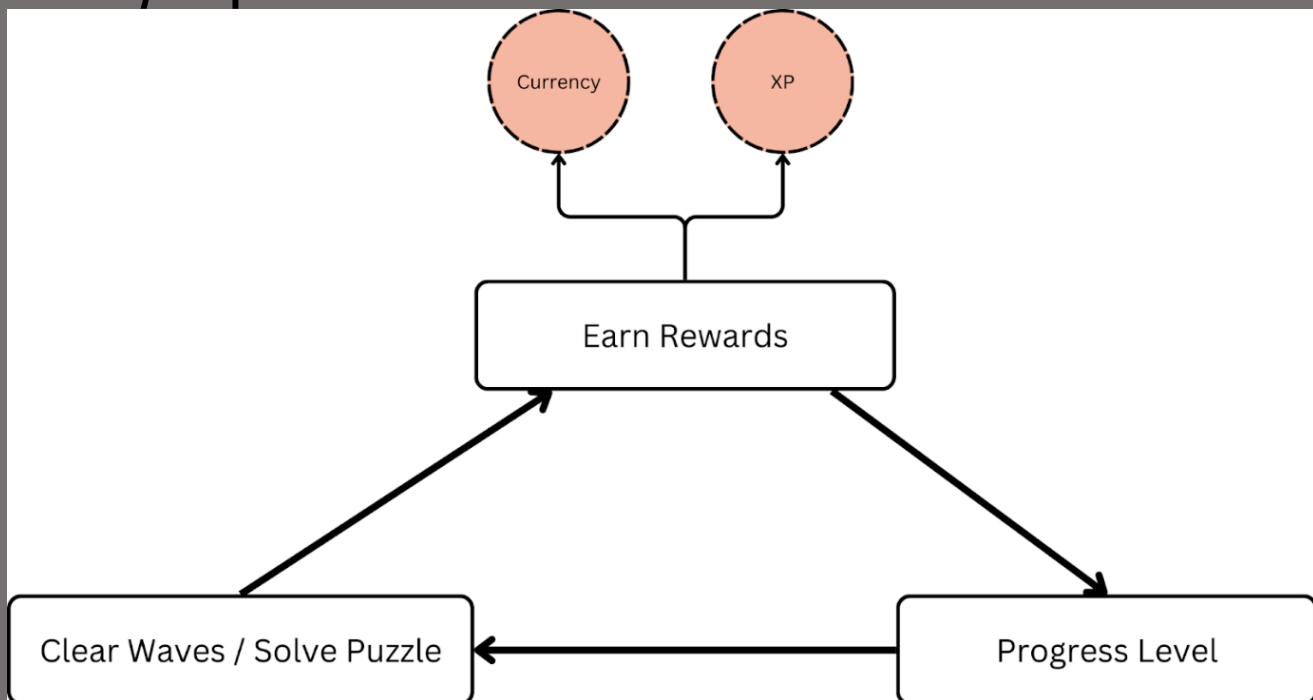 Currency
XP
Earn Rewards
Clear Waves / Solve Puzzle
Progress Level